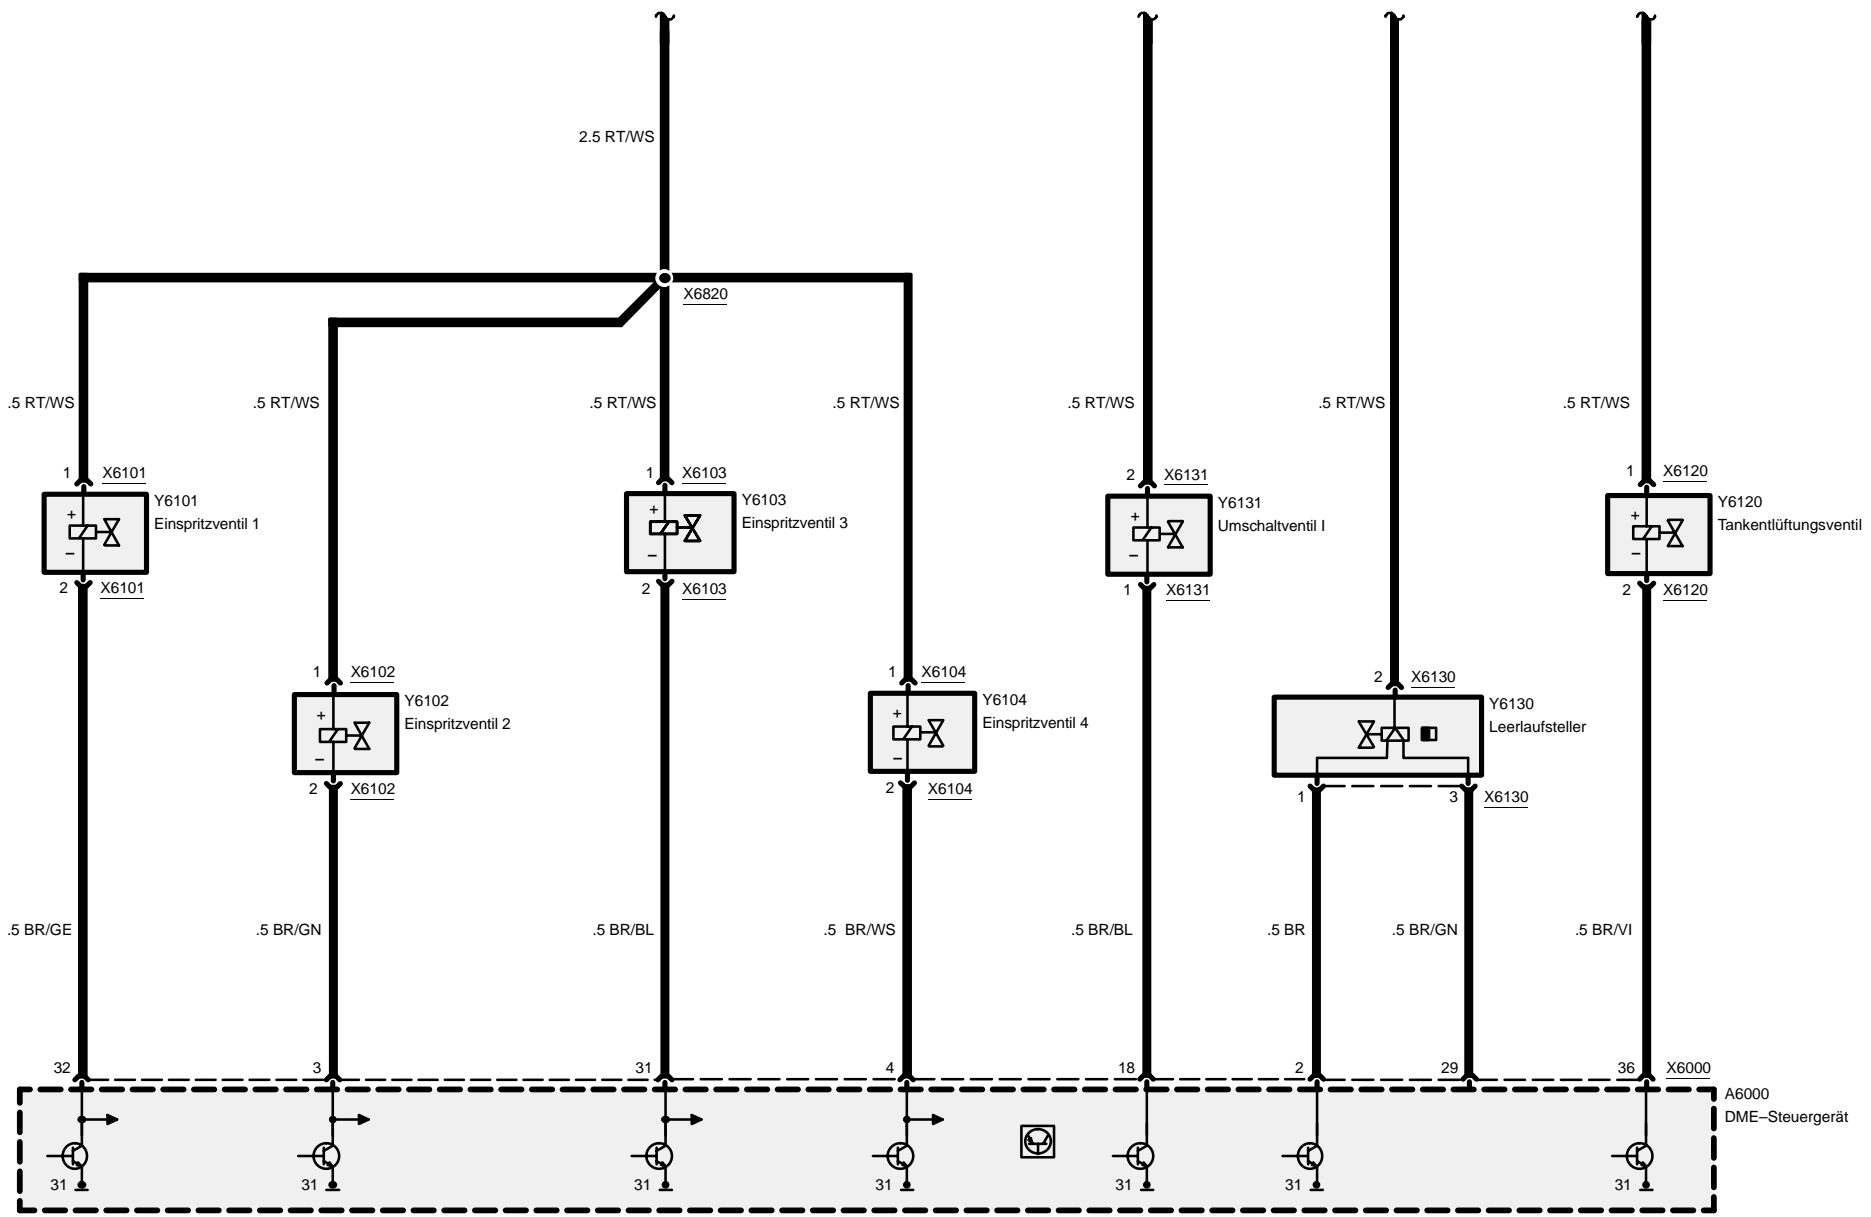 2.5 RT/WS
X6820
.5 RT/WS
.5 RT/WS
.5 RT/WS
.5 RT/WS
.5 RT/WS
.5 RT/WS
.5 RT/WS
1 X6101
1 X6103
2 X6131
1 X6120
Y6101
Einspritzventil 1
+
−
Y6103
Einspritzventil 3
+
−
Y6131
Umschaltventil I
+
−
Y6120
Tankentlüftungsventil
+
−
2 X6101
2 X6103
1 X6131
2 X6120
1 X6102
1 X6104
2 X6130
Y6102
Einspritzventil 2
+
−
Y6104
Einspritzventil 4
+
−
Y6130
Leerlaufsteller
2 X6102
2 X6104
1
3 X6130
.5 BR/GE
.5 BR/GN
.5 BR/BL
.5 BR/WS
.5 BR/BL
.5 BR
.5 BR/GN
.5 BR/VI
32
3
31
4
18
2
29
36 X6000
A6000
DME–Steuergerät
31
31
31
31
31
31
31